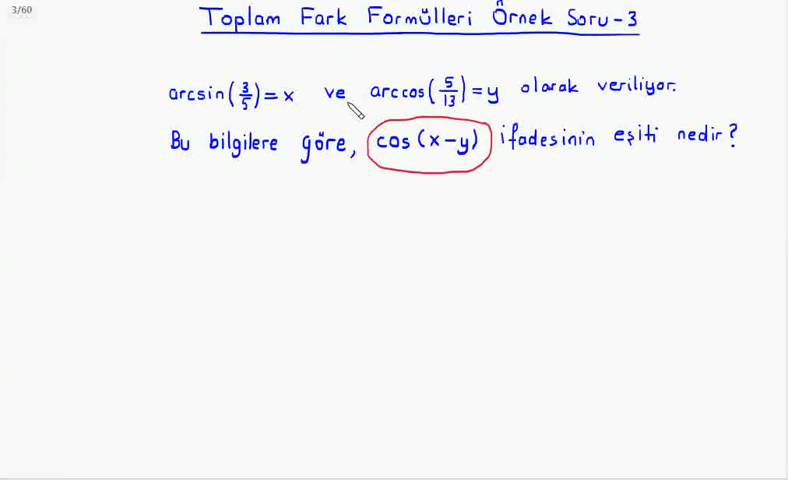 3/60
Toplam Fark Formülleri Örnek Soru-3
arcsin(3/5)=x ve arccos(5/13)=y olarak veriliyor.
Bu bilgilere göre, cos(x-y) ifadesinin eşiti nedir?